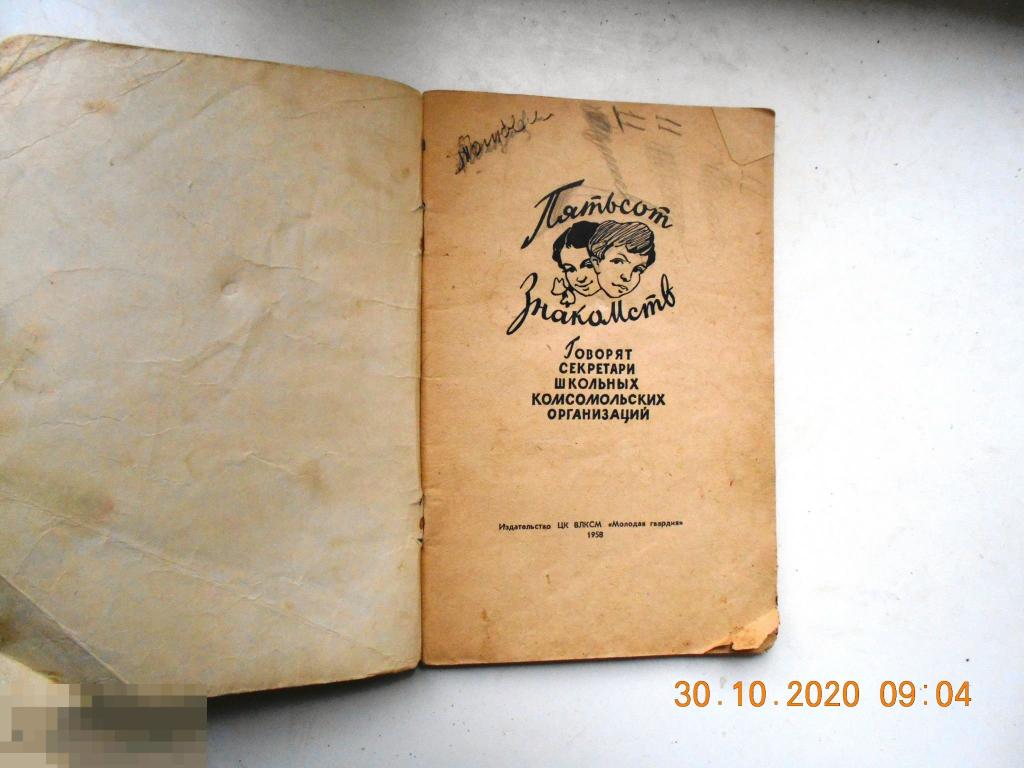 Пятьсот
Знакомств
Говорят
секретари
школьных
комсомольских
организаций
Издательство ЦК ВЛКСМ «Молодая гвардия»
1958
30.10.2020 09:04